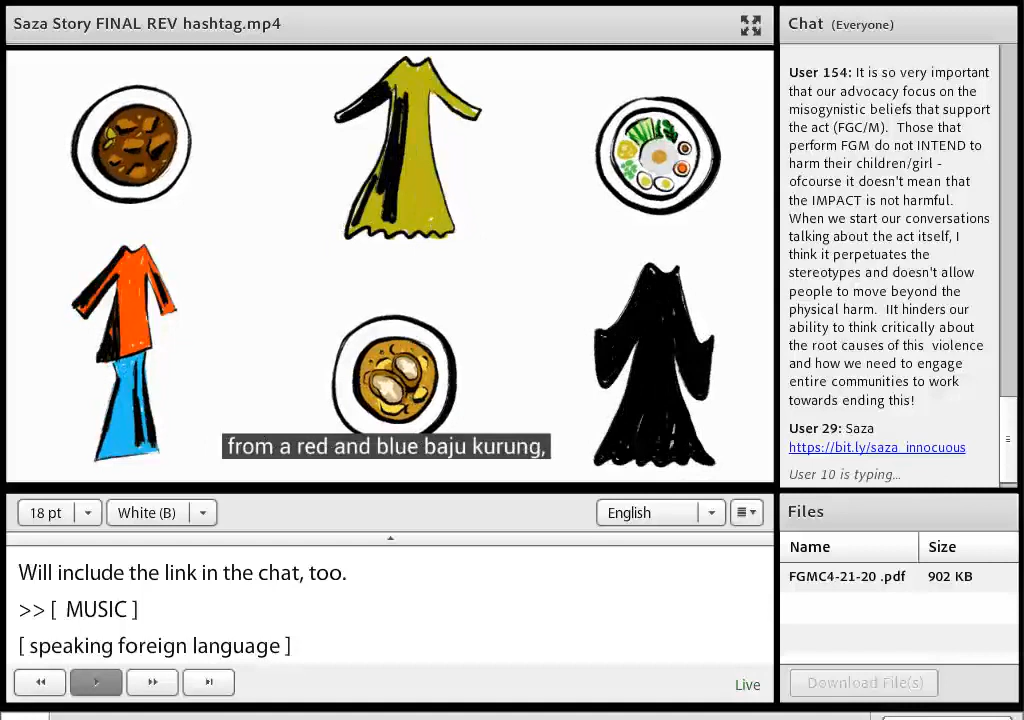 Saza Story FINAL REV hashtag.mp4
from a red and blue baju kurung,
Chat (Everyone)
User 154: It is so very important
that our advocacy focus on the
misogynistic beliefs that support
the act (FGC/M). Those that
perform FGM do not INTEND to
harm their children/girl -
ofcourse it doesn't mean that
the IMPACT is not harmful.
When we start our conversations
talking about the act itself, I
think it perpetuates the
stereotypes and doesn't allow
people to move beyond the
physical harm. IIt hinders our
ability to think critically about
the root causes of this violence
and how we need to engage
entire communities to work
towards ending this!
User 29: Saza
https://bit.ly/saza_innocuous
User 10 is typing...
18 pt
White (B)
English
Will include the link in the chat, too.
>> [ MUSIC ]
[ speaking foreign language ]
Live
Files
Name Size
FGMC4-21-20 .pdf 902 KB
Download File(s)